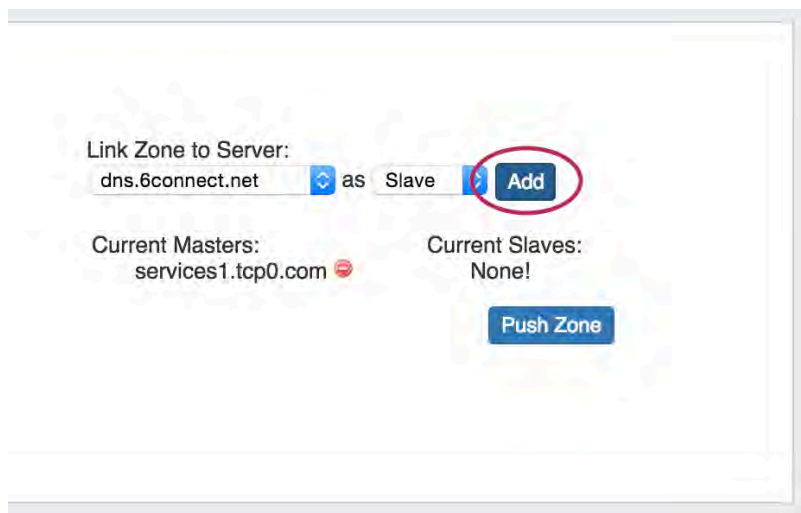 Link Zone to Server:
dns.6connect.net as Slave Add
Current Masters: Current Slaves:
services1.tcp0.com None!
Push Zone